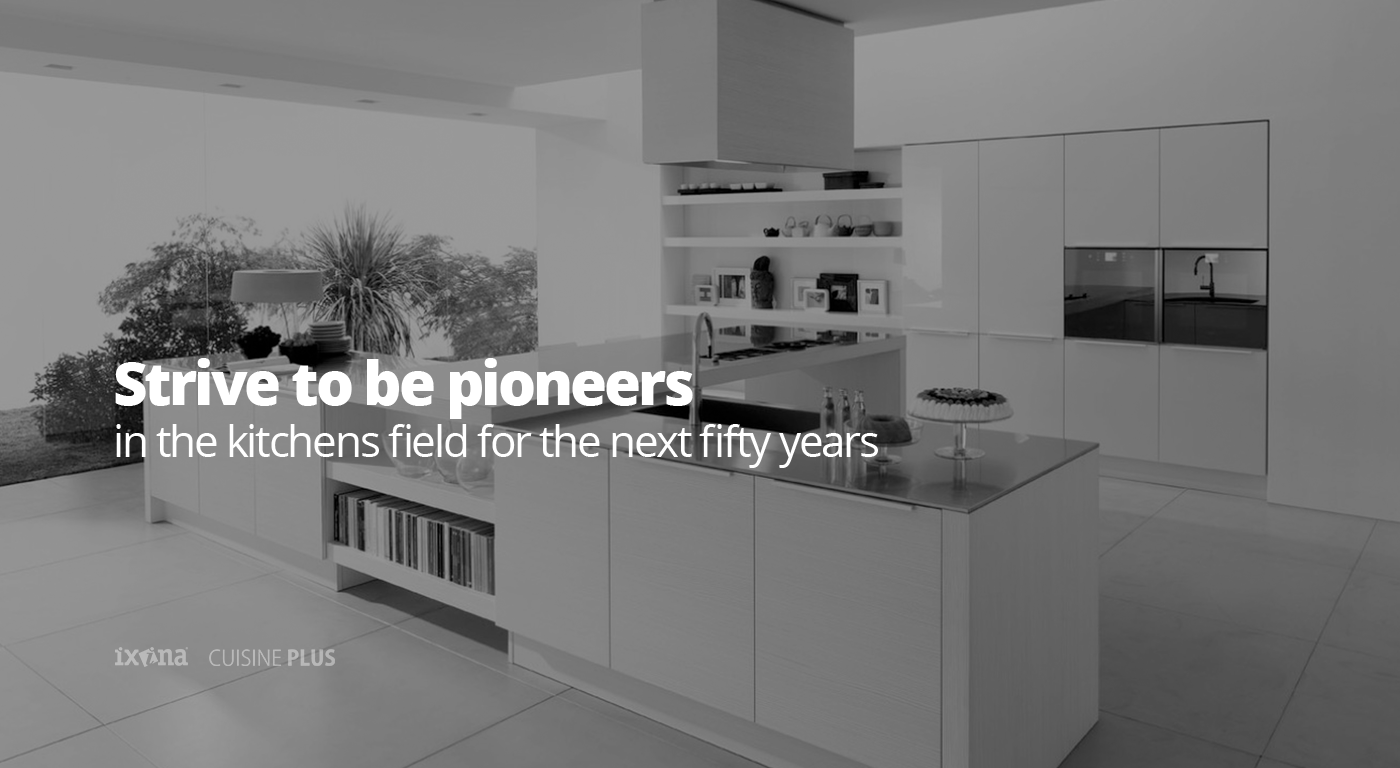 Strive to be pioneers
in the kitchens field for the next fifty years
ixina CUISINE PLUS